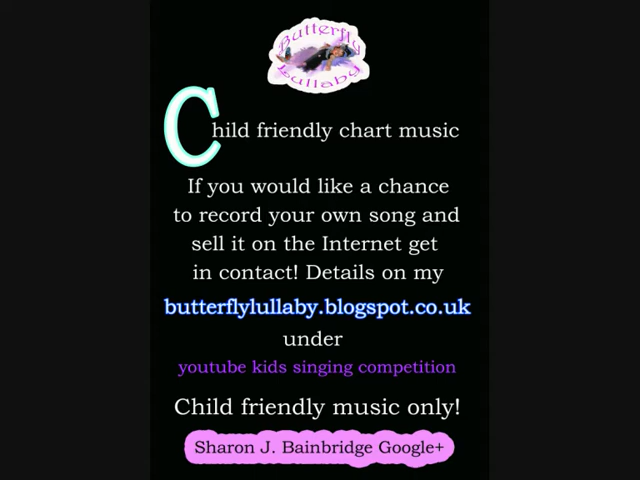 Butterfly
Lullaby
Child friendly chart music
If you would like a chance
to record your own song and
sell it on the Internet get
in contact! Details on my
butterflylullaby.blogspot.co.uk
under
youtube kids singing competition
Child friendly music only!
Sharon J. Bainbridge Google+